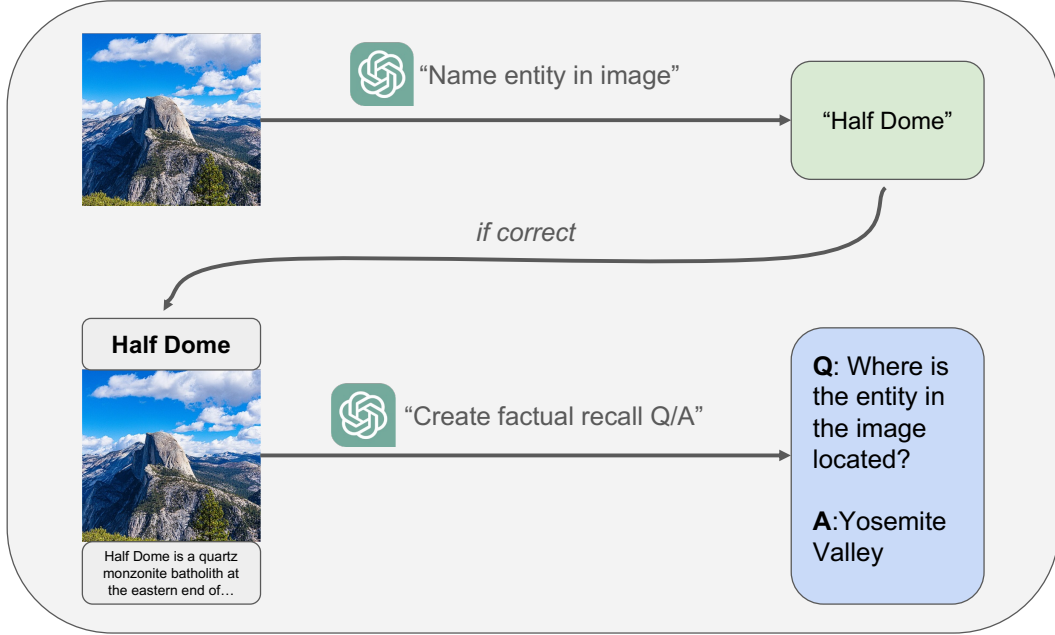 “Name entity in image”
“Half Dome”
if correct
Half Dome
“Create factual recall Q/A”
Half Dome is a quartz
monzonite batholith at
the eastern end of…
Q: Where is
the entity in
the image
located?
A:Yosemite
Valley